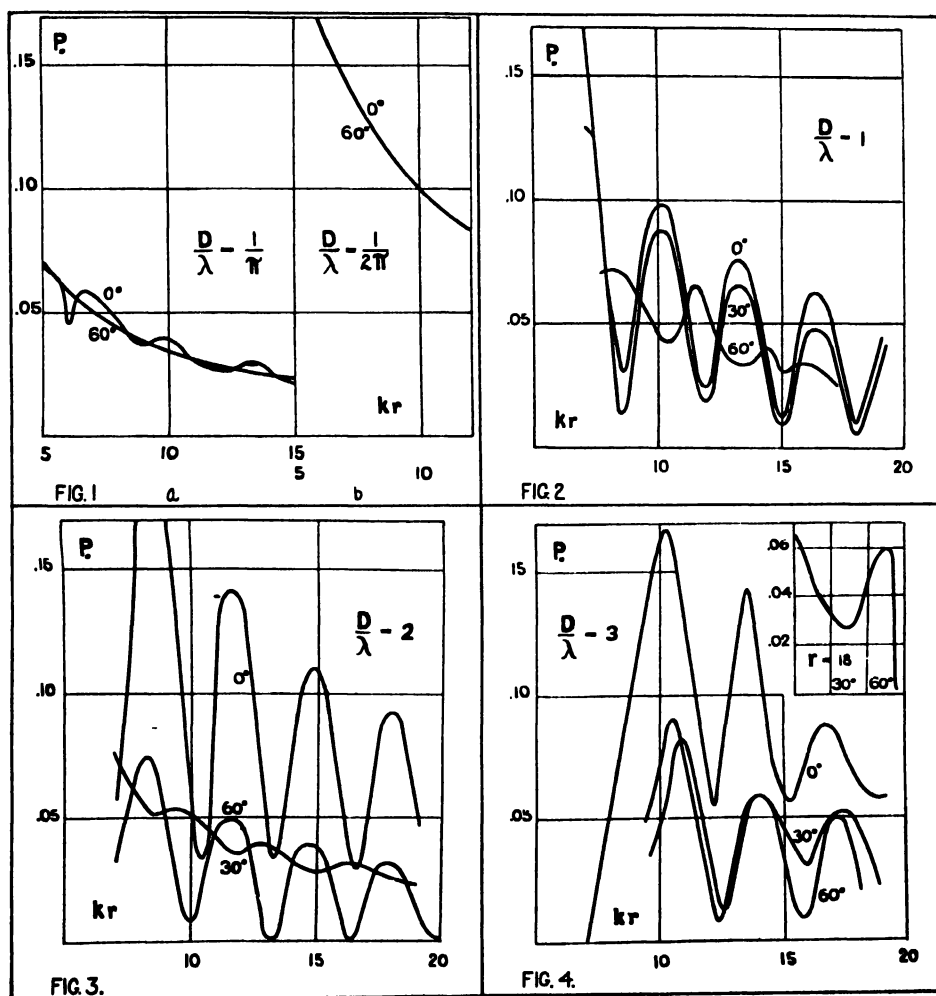 P.
.15
0°
60°
.10
D/λ – 1/π
D/λ – 1/2π
0°
.05
60°
kr
5
10
15
5
10
FIG. 1
a
b
P.
.15
D/λ – 1
.10
0°
.05
30°
60°
kr
10
15
20
FIG. 2
P.
.15
D/λ – 2
.10
0°
.05
60°
30°
kr
10
15
20
FIG. 3.
P.
.06
15
.04
D/λ – 3
.02
r = 18
30°
60°
.10
0°
.05
30°
60°
kr
10
15
20
FIG. 4.